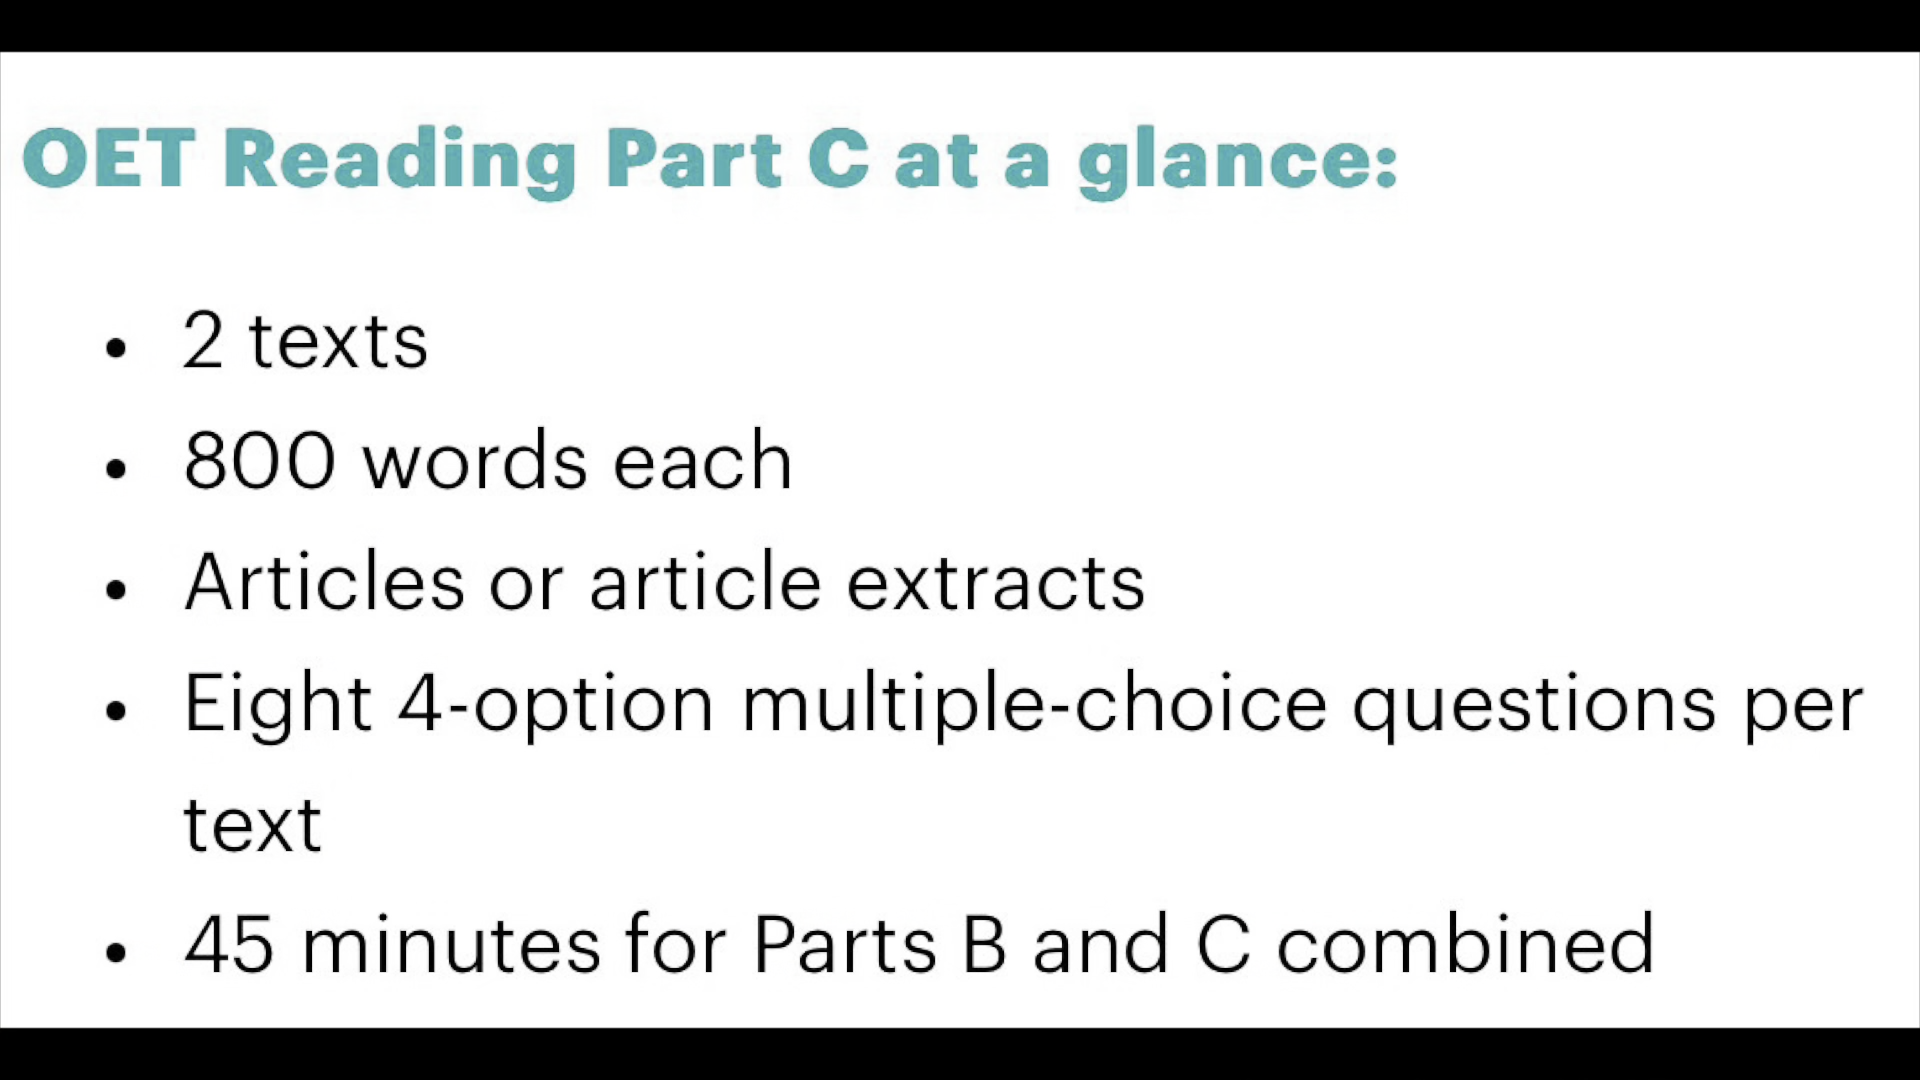 OET Reading Part C at a glance:
• 2 texts
• 800 words each
• Articles or article extracts
• Eight 4-option multiple-choice questions per
text
• 45 minutes for Parts B and C combined